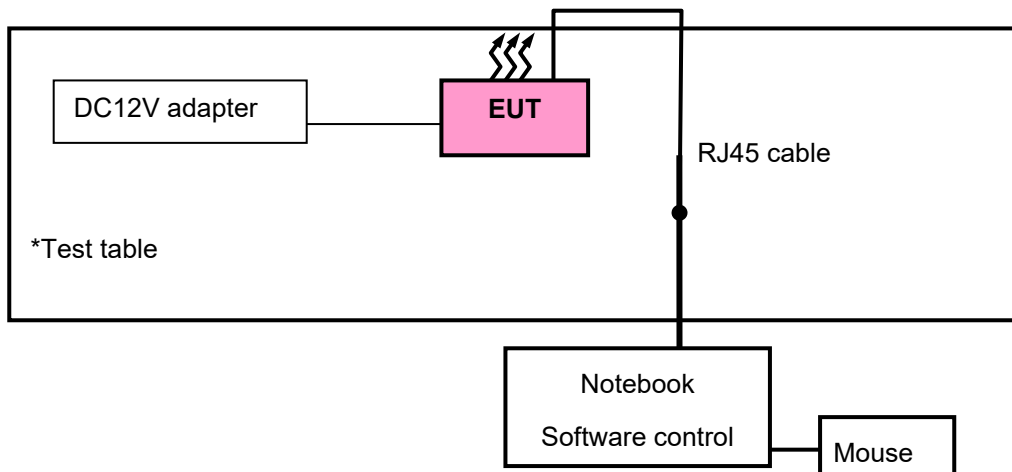 DC12V adapter
EUT
RJ45 cable
*Test table
Notebook
Software control
Mouse